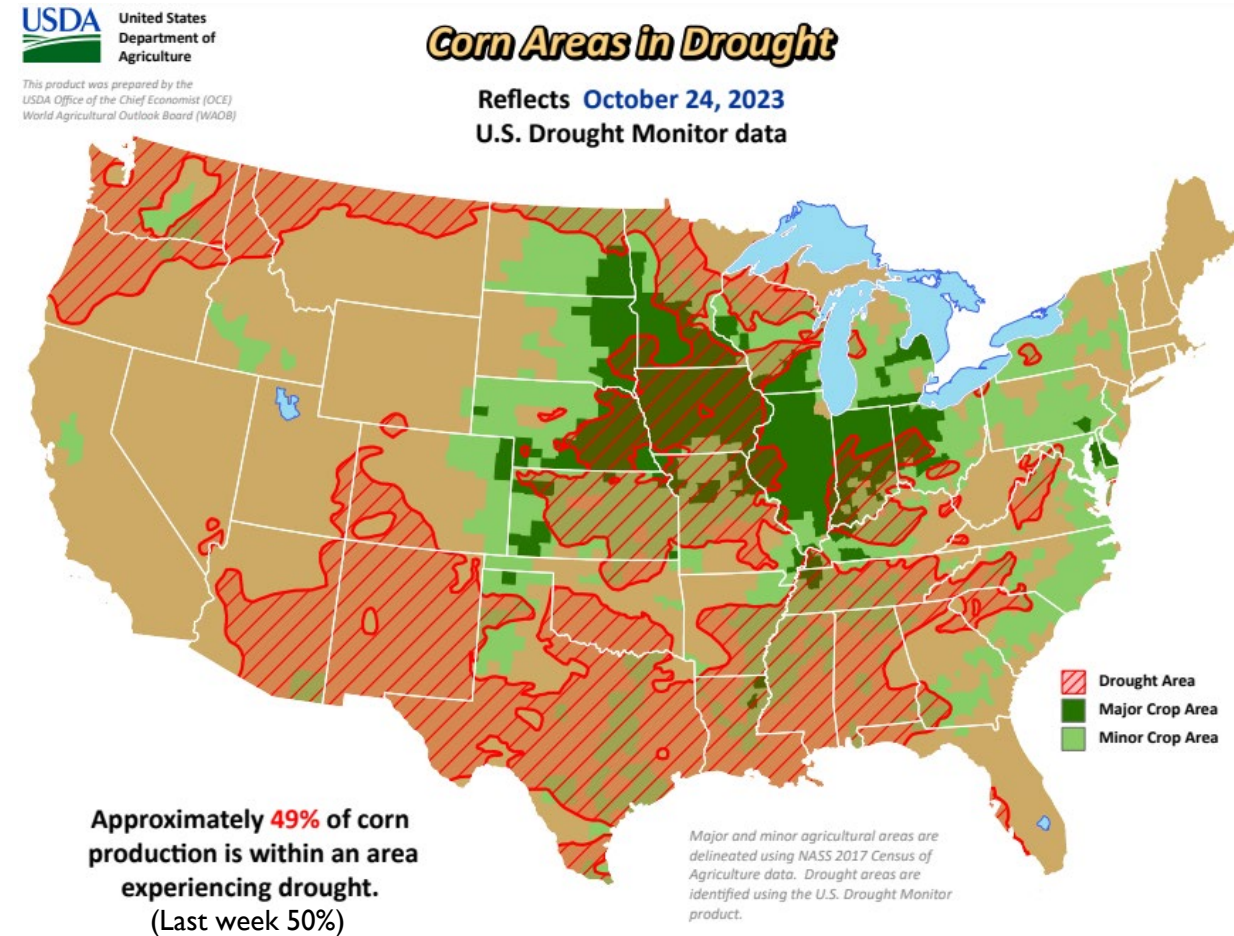 USDA
United States
Department of
Agriculture
This product was prepared by the
USDA Office of the Chief Economist (OCE)
World Agricultural Outlook Board (WAOB)
Corn Areas in Drought
Reflects October 24, 2023
U.S. Drought Monitor data
Drought Area
Major Crop Area
Minor Crop Area
Approximately 49% of corn
production is within an area
experiencing drought.
(Last week 50%)
Major and minor agricultural areas are
delineated using NASS 2017 Census of
Agriculture data. Drought areas are
identified using the U.S. Drought Monitor
product.